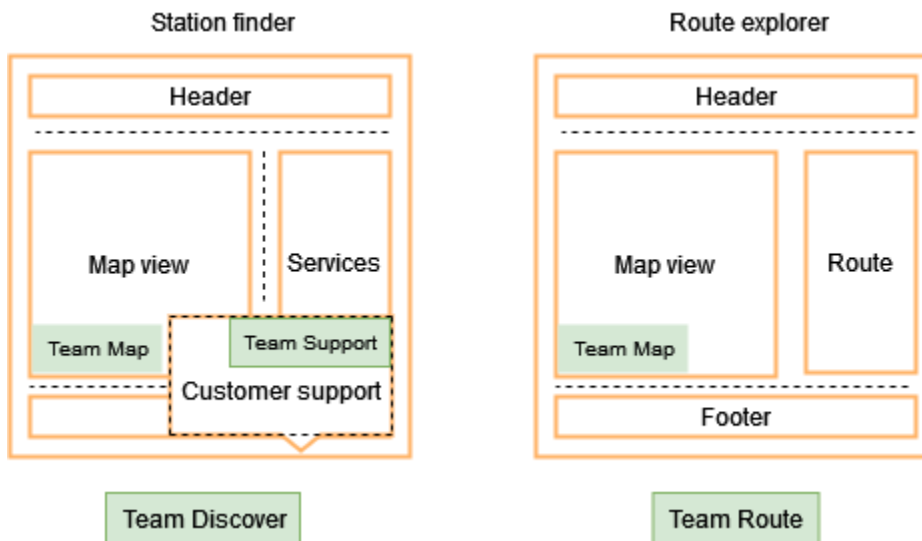 Station finder
Header
Map view
Services
Team Map
Team Support
Customer support
Team Discover
Route explorer
Header
Map view
Route
Team Map
Footer
Team Route